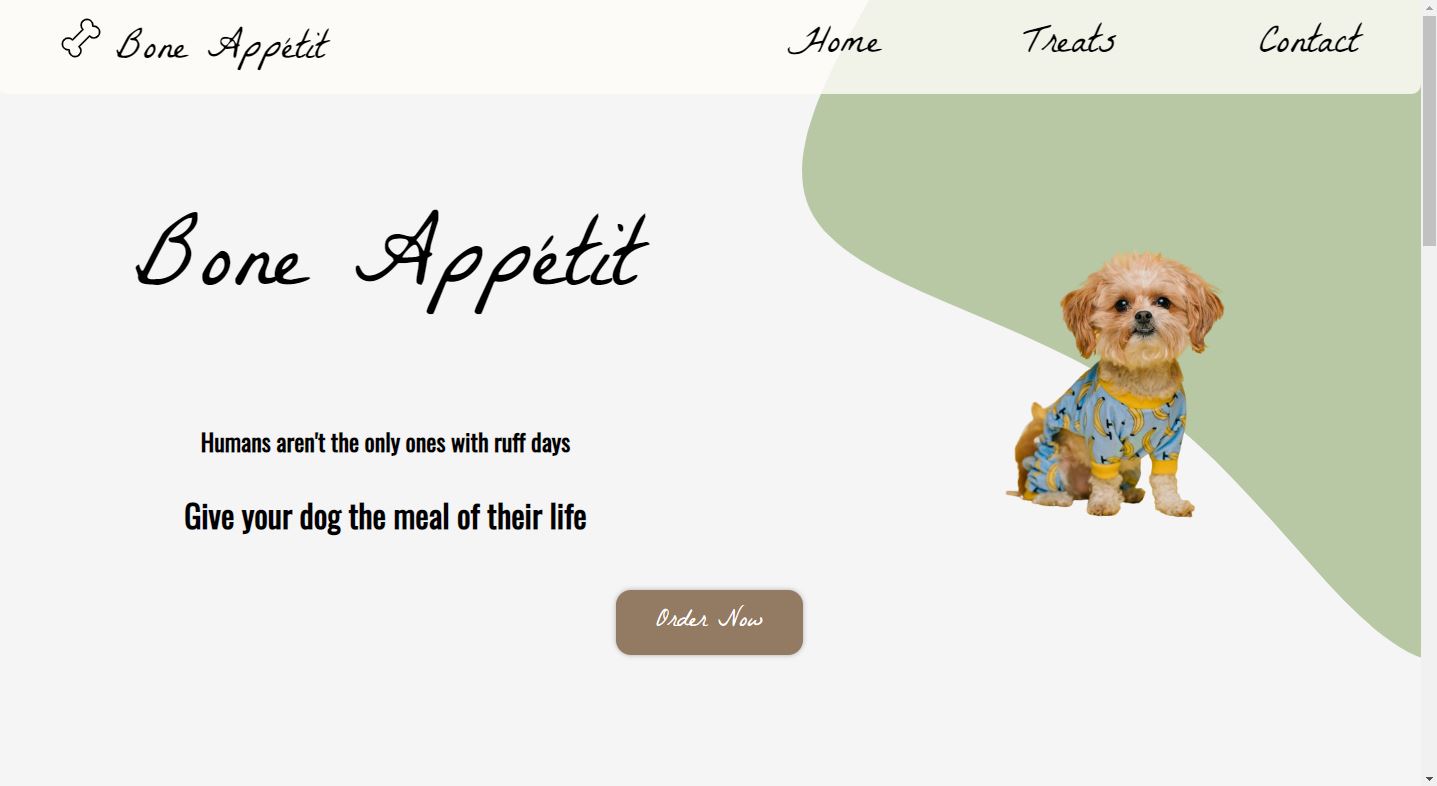 Bone Appétit
Home
Treats
Contact
Bone Appétit
Humans aren't the only ones with ruff days
Give your dog the meal of their life
Order Now